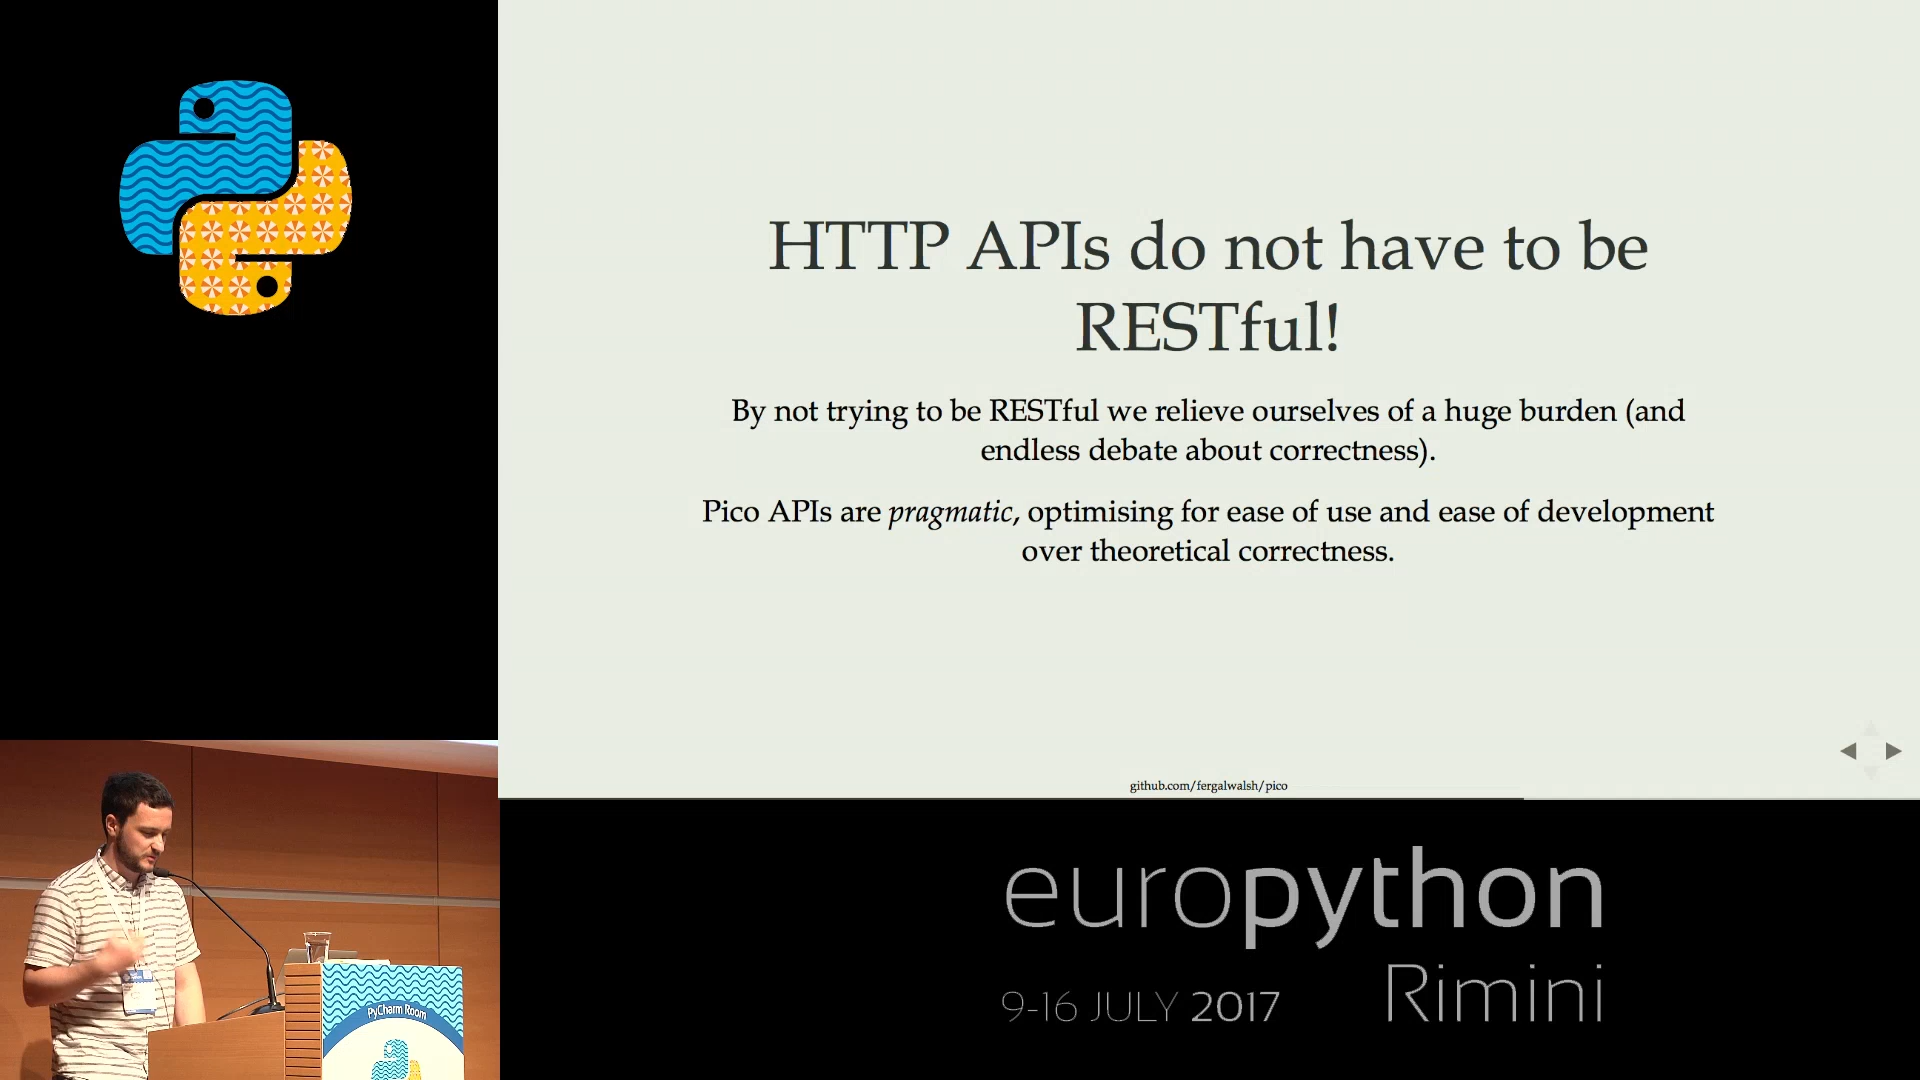 HTTP APIs do not have to be
RESTful!
By not trying to be RESTful we relieve ourselves of a huge burden (and
endless debate about correctness).
Pico APIs are pragmatic, optimising for ease of use and ease of development
over theoretical correctness.
github.com/fergalwalsh/pico
europython
9-16 JULY 2017 Rimini
PyCharm Room